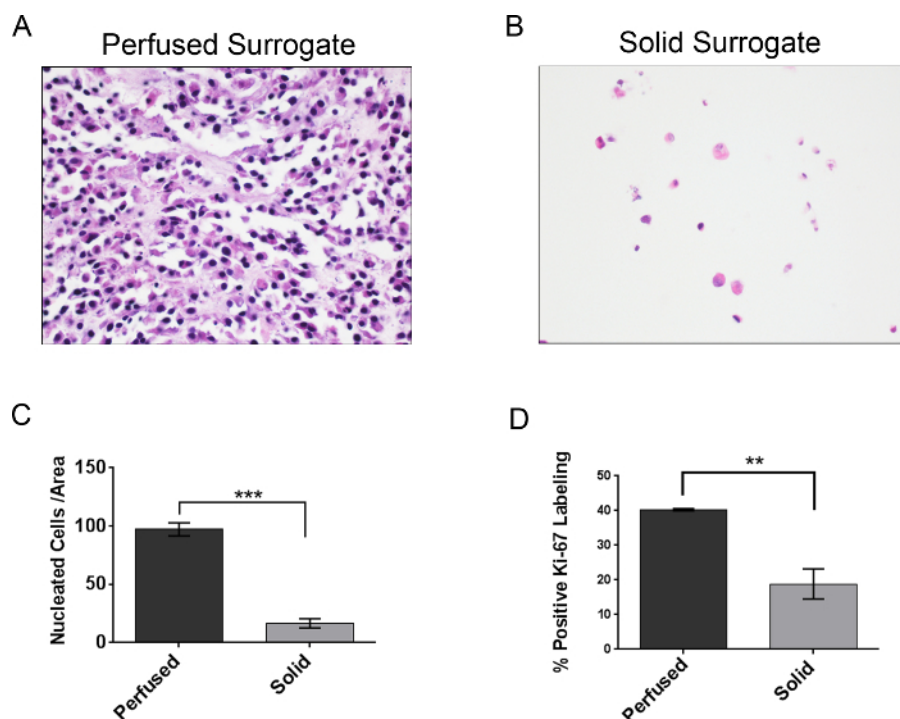 A
Perfused Surrogate
B
Solid Surrogate
C
Nucleated Cells /Area
150
100
50
0
***
Perfused
Solid
D
% Positive Ki-67 Labeling
50
40
30
20
10
0
**
Perfused
Solid